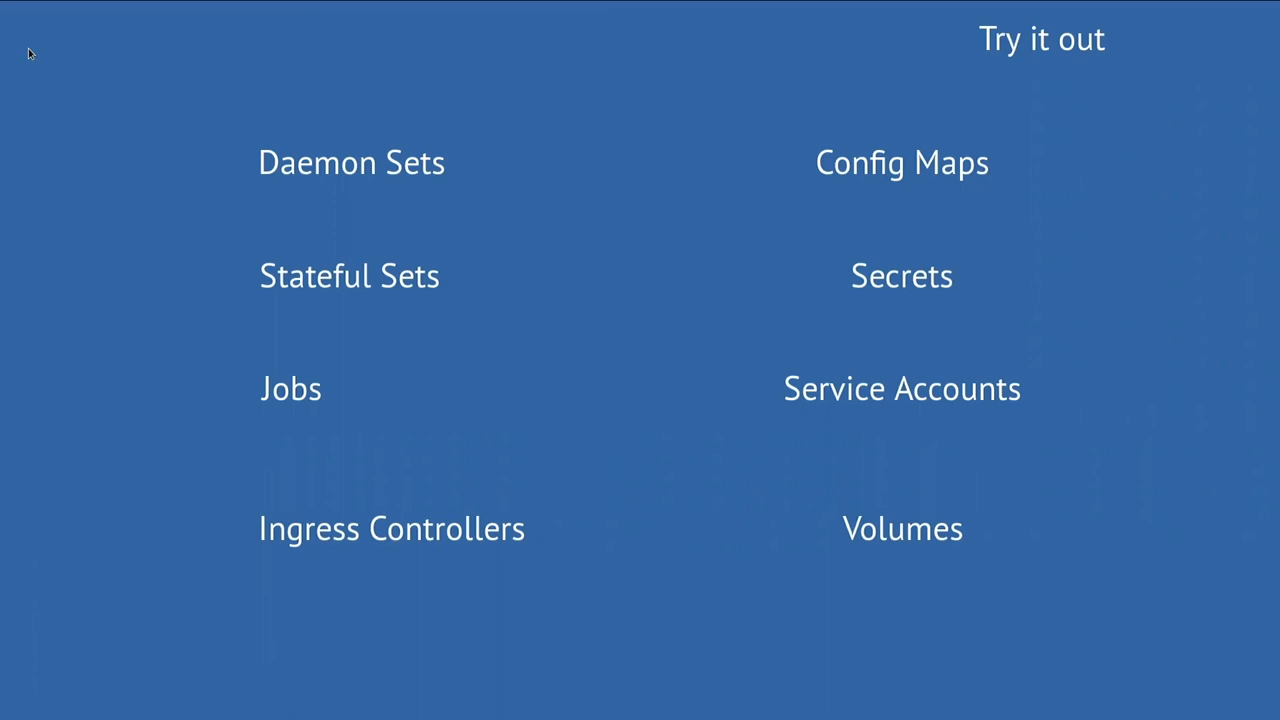 Try it out
Daemon Sets
Config Maps
Stateful Sets
Secrets
Jobs
Service Accounts
Ingress Controllers
Volumes